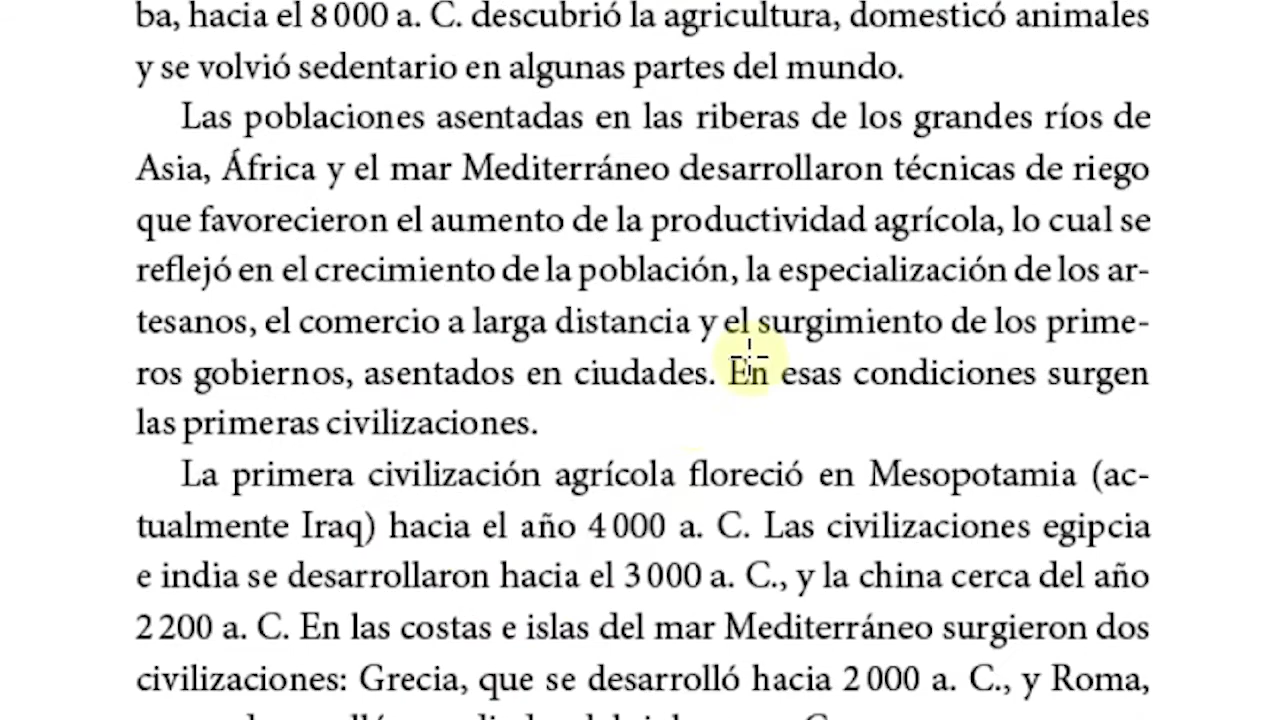 ba, hacia el 8 000 a. C. descubrió la agricultura, domesticó animales
y se volvió sedentario en algunas partes del mundo.
Las poblaciones asentadas en las riberas de los grandes ríos de
Asia, África y el mar Mediterráneo desarrollaron técnicas de riego
que favorecieron el aumento de la productividad agrícola, lo cual se
reflejó en el crecimiento de la población, la especialización de los ar-
tesanos, el comercio a larga distancia y el surgimiento de los prime-
ros gobiernos, asentados en ciudades. En esas condiciones surgen
las primeras civilizaciones.
La primera civilización agrícola floreció en Mesopotamia (ac-
tualmente Iraq) hacia el año 4 000 a. C. Las civilizaciones egipcia
e india se desarrollaron hacia el 3 000 a. C., y la china cerca del año
2 200 a. C. En las costas e islas del mar Mediterráneo surgieron dos
civilizaciones: Grecia, que se desarrolló hacia 2 000 a. C., y Roma,